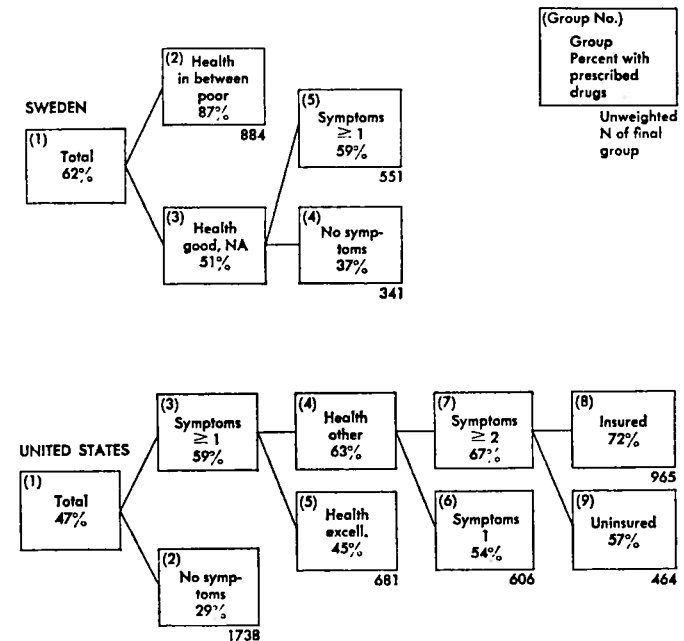 (Group No.)
Group
Percent with
prescribed
drugs
Unweighted
N of final
group
SWEDEN
(1)
Total
62%
(2) Health
in between
poor
87%
884
(3)
Health
good, NA
51%
(5)
Symptoms
≧ 1
59%
551
(4)
No symp-
toms
37%
341
UNITED STATES
(1)
Total
47%
(3)
Symptoms
≧ 1
59%
(2)
No symp-
toms
29%
1738
(4)
Health
other
63%
(5)
Health
excell.
45%
681
(7)
Symptoms
≧ 2
67%
(6)
Symptoms
1
54%
606
(8)
Insured
72%
965
(9)
Uninsured
57%
464